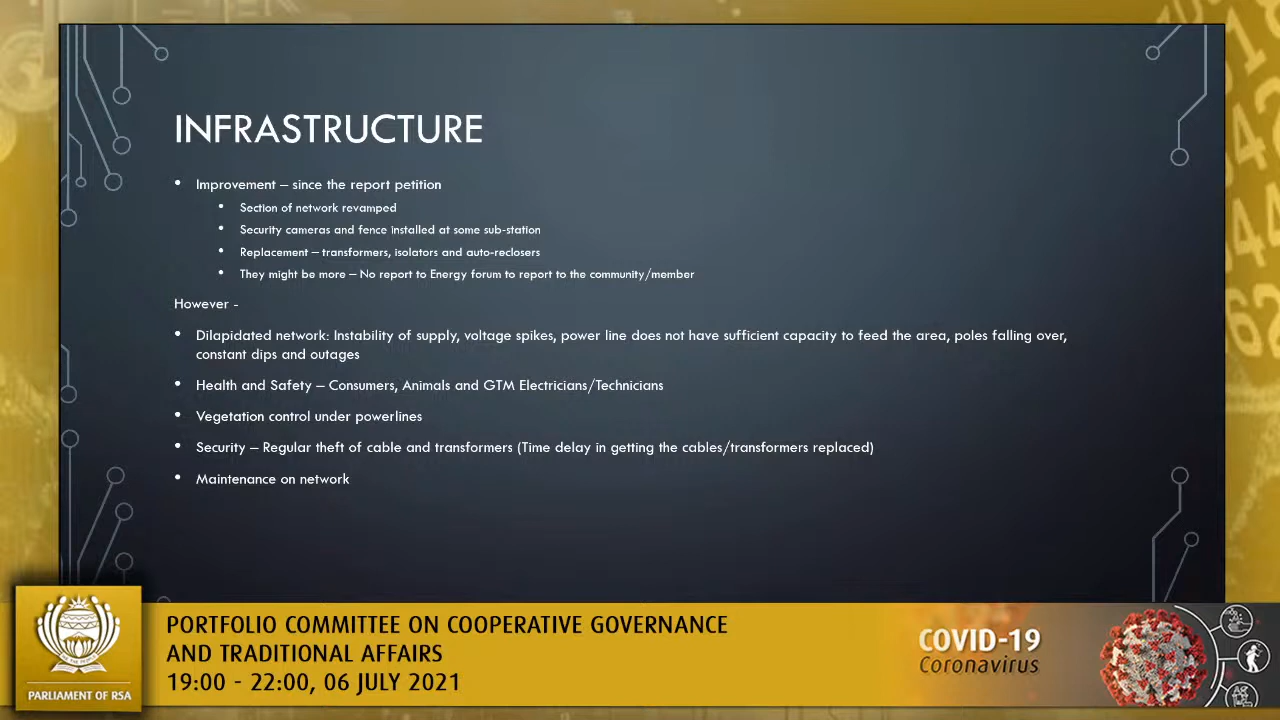 INFRASTRUCTURE
• Improvement – since the report petition
• Section of network revamped
• Security cameras and fence installed at some sub-station
• Replacement – transformers, isolators and auto-reclosers
• They might be more – No report to Energy forum to report to the community/member
However -
• Dilapidated network: Instability of supply, voltage spikes, power line does not have sufficient capacity to feed the area, poles falling over,
constant dips and outages
• Health and Safety – Consumers, Animals and GTM Electricians/Technicians
• Vegetation control under powerlines
• Security – Regular theft of cable and transformers (Time delay in getting the cables/transformers replaced)
• Maintenance on network
PARLIAMENT OF RSA
PORTFOLIO COMMITTEE ON COOPERATIVE GOVERNANCE
AND TRADITIONAL AFFAIRS
19:00 - 22:00, 06 JULY 2021
COVID-19
Coronavirus